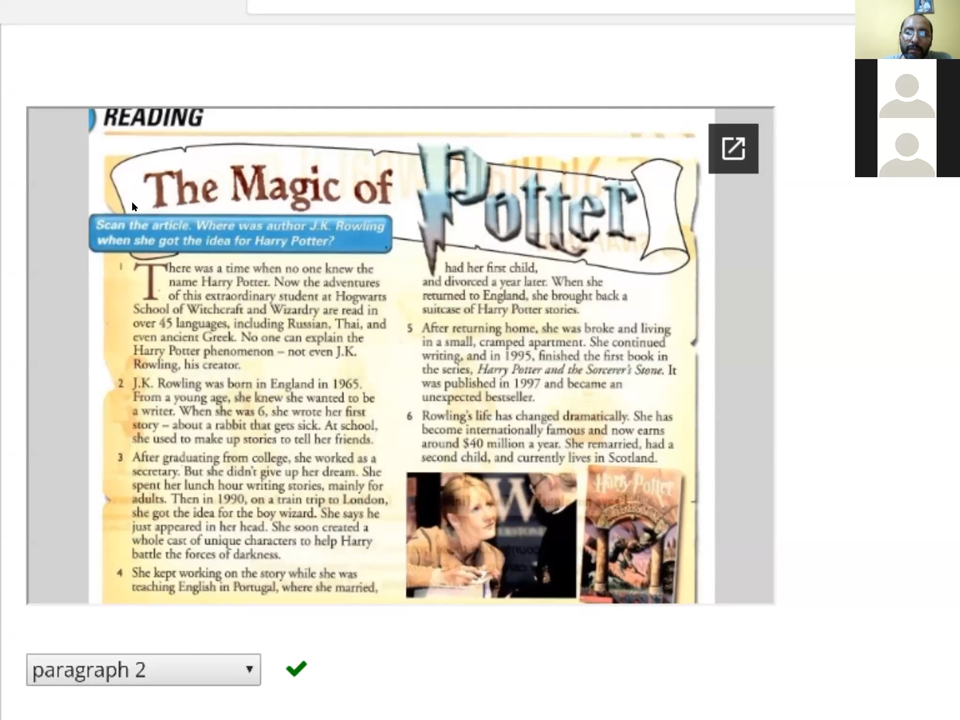 READING
The Magic of Potter
Scan the article. Where was author J.K. Rowling
when she got the idea for Harry Potter?
1 There was a time when no one knew the
name Harry Potter. Now the adventures
of this extraordinary student at Hogwarts
School of Witchcraft and Wizardry are read in
over 45 languages, including Russian, Thai, and
even ancient Greek. No one can explain the
Harry Potter phenomenon – not even J.K.
Rowling, his creator.
2 J.K. Rowling was born in England in 1965.
From a young age, she knew she wanted to be
a writer. When she was 6, she wrote her first
story – about a rabbit that gets sick. At school,
she used to make up stories to tell her friends.
3 After graduating from college, she worked as a
secretary. But she didn't give up her dream. She
spent her lunch hour writing stories, mainly for
adults. Then in 1990, on a train trip to London,
she got the idea for the boy wizard. She says he
just appeared in her head. She soon created a
whole cast of unique characters to help Harry
battle the forces of darkness.
4 She kept working on the story while she was
teaching English in Portugal, where she married,
had her first child,
and divorced a year later. When she
returned to England, she brought back a
suitcase of Harry Potter stories.
5 After returning home, she was broke and living
in a small, cramped apartment. She continued
writing, and in 1995, finished the first book in
the series, Harry Potter and the Sorcerer's Stone. It
was published in 1997 and became an
unexpected bestseller.
6 Rowling's life has changed dramatically. She has
become internationally famous and now earns
around $40 million a year. She remarried, had a
second child, and currently lives in Scotland.
W
Harry Potter
paragraph 2